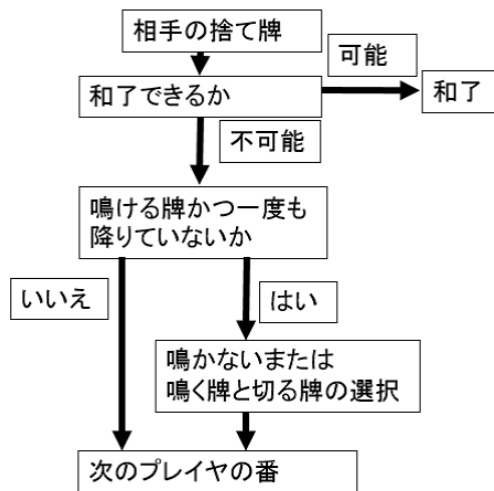 相手の捨て牌
可能
和了できるか
和了
不可能
鳴ける牌かつ一度も
降りていないか
いいえ
はい
鳴かないまたは
鳴く牌と切る牌の選択
次のプレイヤの番